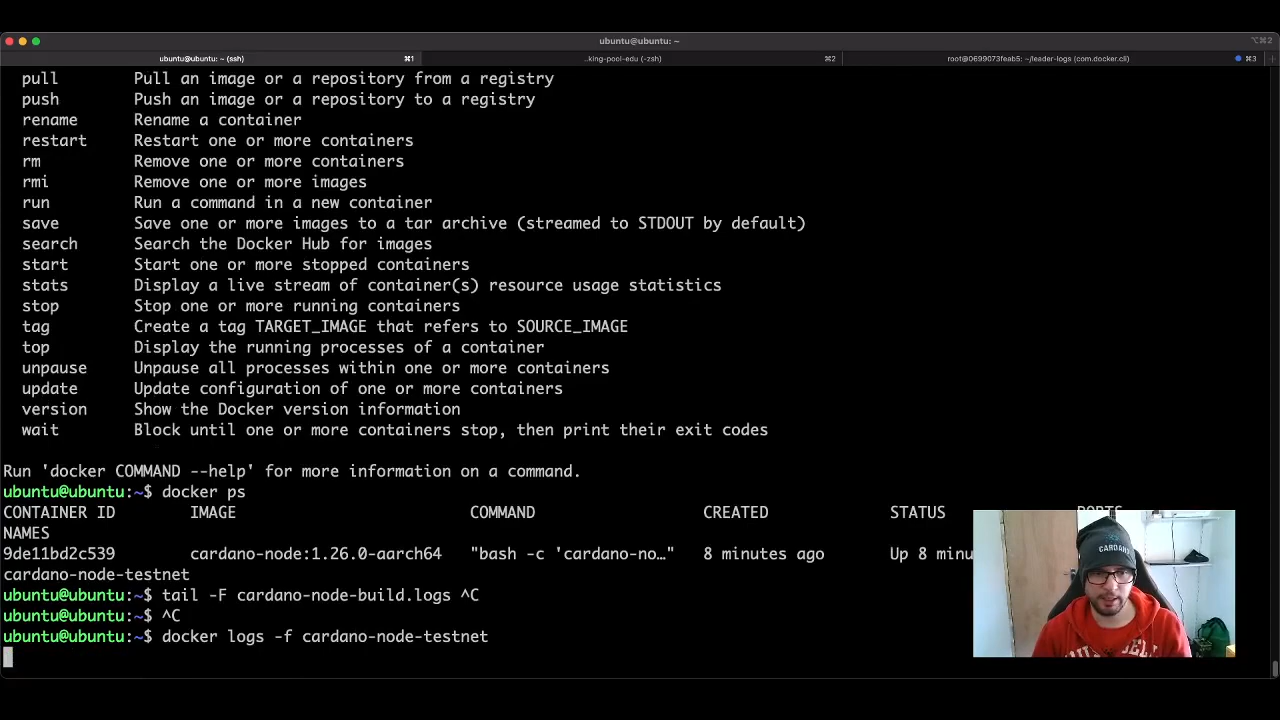 ubuntu@ubuntu: ~
⌥⌘2
ubuntu@ubuntu: ~ (ssh) ⌘1 ..king-pool-edu (-zsh) ⌘2 root@0699073feab5: ~/leader-logs (com.docker.cli) ⌘3
pull Pull an image or a repository from a registry
push Push an image or a repository to a registry
rename Rename a container
restart Restart one or more containers
rm Remove one or more containers
rmi Remove one or more images
run Run a command in a new container
save Save one or more images to a tar archive (streamed to STDOUT by default)
search Search the Docker Hub for images
start Start one or more stopped containers
stats Display a live stream of container(s) resource usage statistics
stop Stop one or more running containers
tag Create a tag TARGET_IMAGE that refers to SOURCE_IMAGE
top Display the running processes of a container
unpause Unpause all processes within one or more containers
update Update configuration of one or more containers
version Show the Docker version information
wait Block until one or more containers stop, then print their exit codes
Run 'docker COMMAND --help' for more information on a command.
ubuntu@ubuntu:~$ docker ps
CONTAINER ID IMAGE COMMAND CREATED STATUS PORTS
NAMES
9de11bd2c539 cardano-node:1.26.0-aarch64 "bash -c 'cardano-no…" 8 minutes ago Up 8 minu
cardano-node-testnet
ubuntu@ubuntu:~$ tail -F cardano-node-build.logs ^C
ubuntu@ubuntu:~$ ^C
ubuntu@ubuntu:~$ docker logs -f cardano-node-testnet